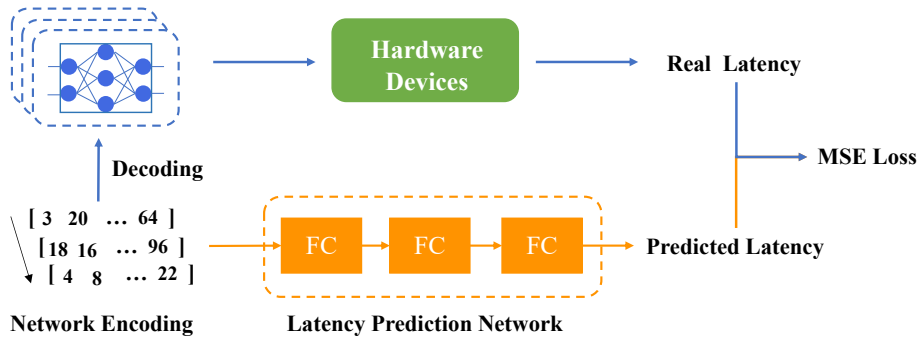 Hardware
Devices
Real Latency
Decoding
MSE Loss
[ 3 20 ... 64 ]
[ 18 16 ... 96 ]
[ 4 8 ... 22 ]
FC FC FC
Predicted Latency
Network Encoding
Latency Prediction Network